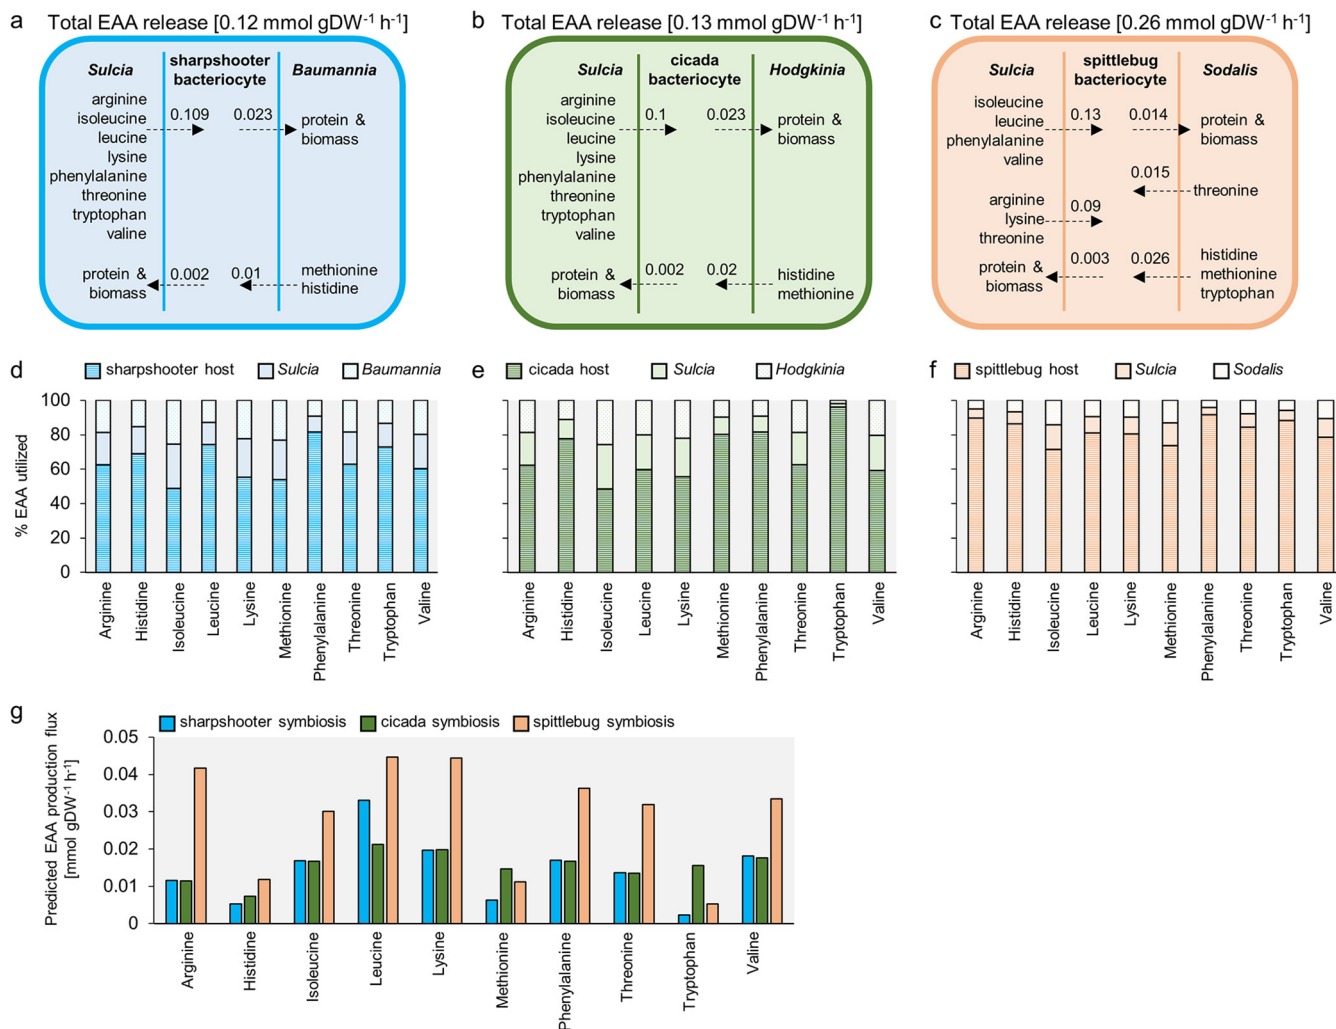 a Total EAA release [0.12 mmol gDW⁻¹ h⁻¹]
Sulcia
sharpshooter
bacteriocyte
Baumannia
arginine
isoleucine
leucine
lysine
phenylalanine
threonine
tryptophan
valine
0.109
0.023
protein &
biomass
protein &
biomass
0.002
0.01
methionine
histidine
b Total EAA release [0.13 mmol gDW⁻¹ h⁻¹]
Sulcia
cicada
bacteriocyte
Hodgkinia
arginine
isoleucine
leucine
lysine
phenylalanine
threonine
tryptophan
valine
0.1
0.023
protein &
biomass
protein &
biomass
0.002
0.02
histidine
methionine
c Total EAA release [0.26 mmol gDW⁻¹ h⁻¹]
Sulcia
spittlebug
bacteriocyte
Sodalis
isoleucine
leucine
phenylalanine
valine
0.13
0.014
protein &
biomass
0.015
threonine
arginine
lysine
threonine
0.09
protein &
biomass
0.003
0.026
histidine
methionine
tryptophan
d
sharpshooter host Sulcia Baumannia
% EAA utilized
100
80
60
40
20
0
Arginine
Histidine
Isoleucine
Leucine
Lysine
Methionine
Phenylalanine
Threonine
Tryptophan
Valine
e
cicada host Sulcia Hodgkinia
Arginine
Histidine
Isoleucine
Leucine
Lysine
Methionine
Phenylalanine
Threonine
Tryptophan
Valine
f
spittlebug host Sulcia Sodalis
Arginine
Histidine
Isoleucine
Leucine
Lysine
Methionine
Phenylalanine
Threonine
Tryptophan
Valine
g
sharpshooter symbiosis cicada symbiosis spittlebug symbiosis
Predicted EAA production flux
[mmol gDW⁻¹ h⁻¹]
0.05
0.04
0.03
0.02
0.01
0
Arginine
Histidine
Isoleucine
Leucine
Lysine
Methionine
Phenylalanine
Threonine
Tryptophan
Valine